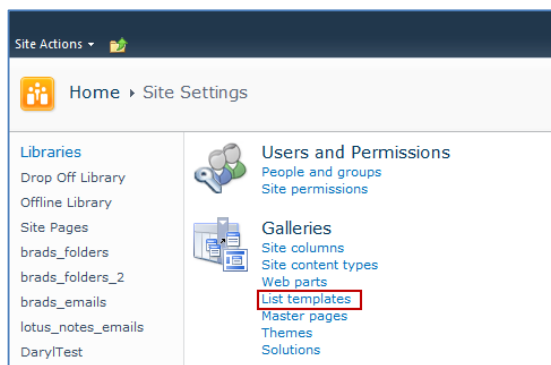 Site Actions
Home ▸ Site Settings
Libraries
Drop Off Library
Offline Library
Site Pages
brads_folders
brads_folders_2
brads_emails
lotus_notes_emails
DarylTest
Users and Permissions
People and groups
Site permissions
Galleries
Site columns
Site content types
Web parts
List templates
Master pages
Themes
Solutions